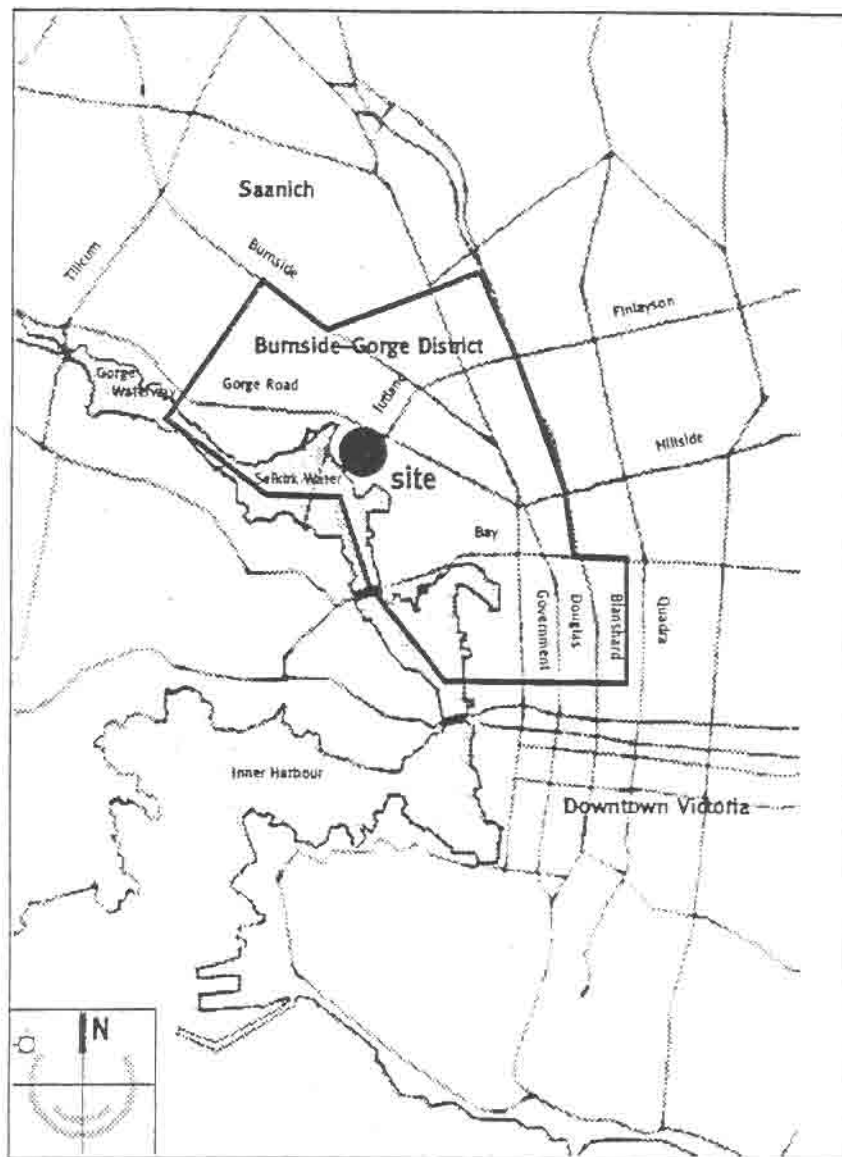 Saanich
Tillicum
Burnside
Finlayson
Burnside-Gorge District
Gorge
Waterway
Gorge Road
Jutland
Hillside
Selkirk Water
site
Bay
Government
Douglas
Blanshard
Quadra
Inner Harbour
Downtown Victoria
N